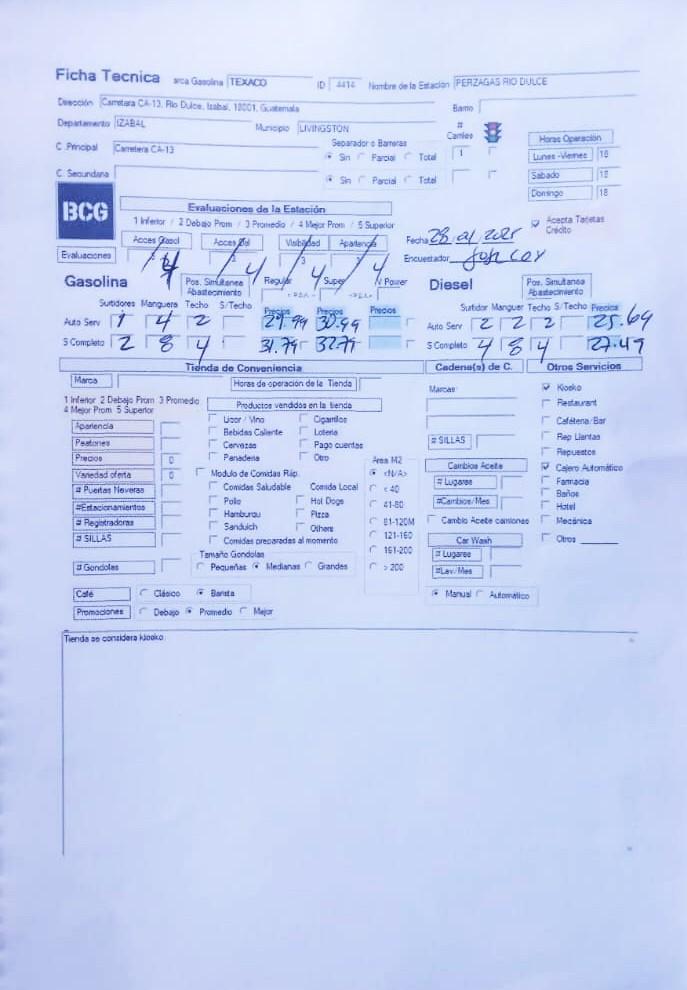 Ficha Tecnica arca Gasolina TEXACO ID 4414 Nombre de la Estación PERZAGAS RIO DULCE
Dirección Carretara CA-13, Rio Dulce, Izabal, 18001, Guatemala Barrio
Departamento IZABAL Municipio LIVINGSTON # Carriles
C. Principal Carretera CA-13 Separador o Barreras Sin Parcial Total 1
C. Secundaria Sin Parcial Total
Horas Operación
Lunes -Viernes 18
Sabado 18
Domingo 18
BCG
Evaluaciones de la Estación
1 Inferior / 2 Debajo Prom / 3 Promedio / 4 Mejor Prom / 5 Superior
Acces Gasol Acces Visibilidad Apariencia
Evaluaciones 4 4 4 4
Acepta Tarjetas Crédito
Fecha
Encuestador
Gasolina Pos. Simultanea Abastecimiento Regular Super V Power
Surtidores Manguera Techo S/Techo Precios Precios Precios
Auto Serv 1 4 2 29.99 30.99
S Completo 2 8 4 31.79 32.79
Diesel Pos. Simultanea Abastecimiento
Surtidor Manguer Techo S/Techo Precios
Auto Serv 2 2 2 25.69
S Completo 4 8 4 27.49
Tienda de Conveniencia Cadena(s) de C. Otros Servicios
Marca Horas de operación de la Tienda
1 Inferior 2 Debajo Prom 3 Promedio
4 Mejor Prom 5 Superior
Apariencia
Peatones
Precios 0
Variedad oferta 0
# Puertas Neveras
#Estacionamientos
# Registradoras
# SILLAS
# Gondolas
Productos vendidos en la tienda
Licor / Vino Cigarrillos
Bebidas Caliente Loteria
Cervezas Pago cuentas
Panaderia Otro
Modulo de Comidas Ráp.
Comidas Saludable Comida Local
Pollo Hot Dogs
Hamburgu Pizza
Sandwich Others
Comidas preparadas al momento
Tamaño Gondolas
Pequeñas Medianas Grandes
Area M2
<N/A>
< 40
41-80
81-120M
121-160
161-200
> 200
Café Clásico Barista
Promociones Debajo Promedio Mejor
Marcas:
# SILLAS
Cambios Aceite
# Lugares
#Cambios/Mes
Cambio Aceite camiones
Car Wash
# Lugares
#Lav/Mes
Manual Automático
Kiosko
Restaurant
Cafétena/Bar
Rep Llantas
Repuestos
Cajero Automático
Farmacia
Baños
Hotel
Mecánica
Otros
Tienda se considera kiosko